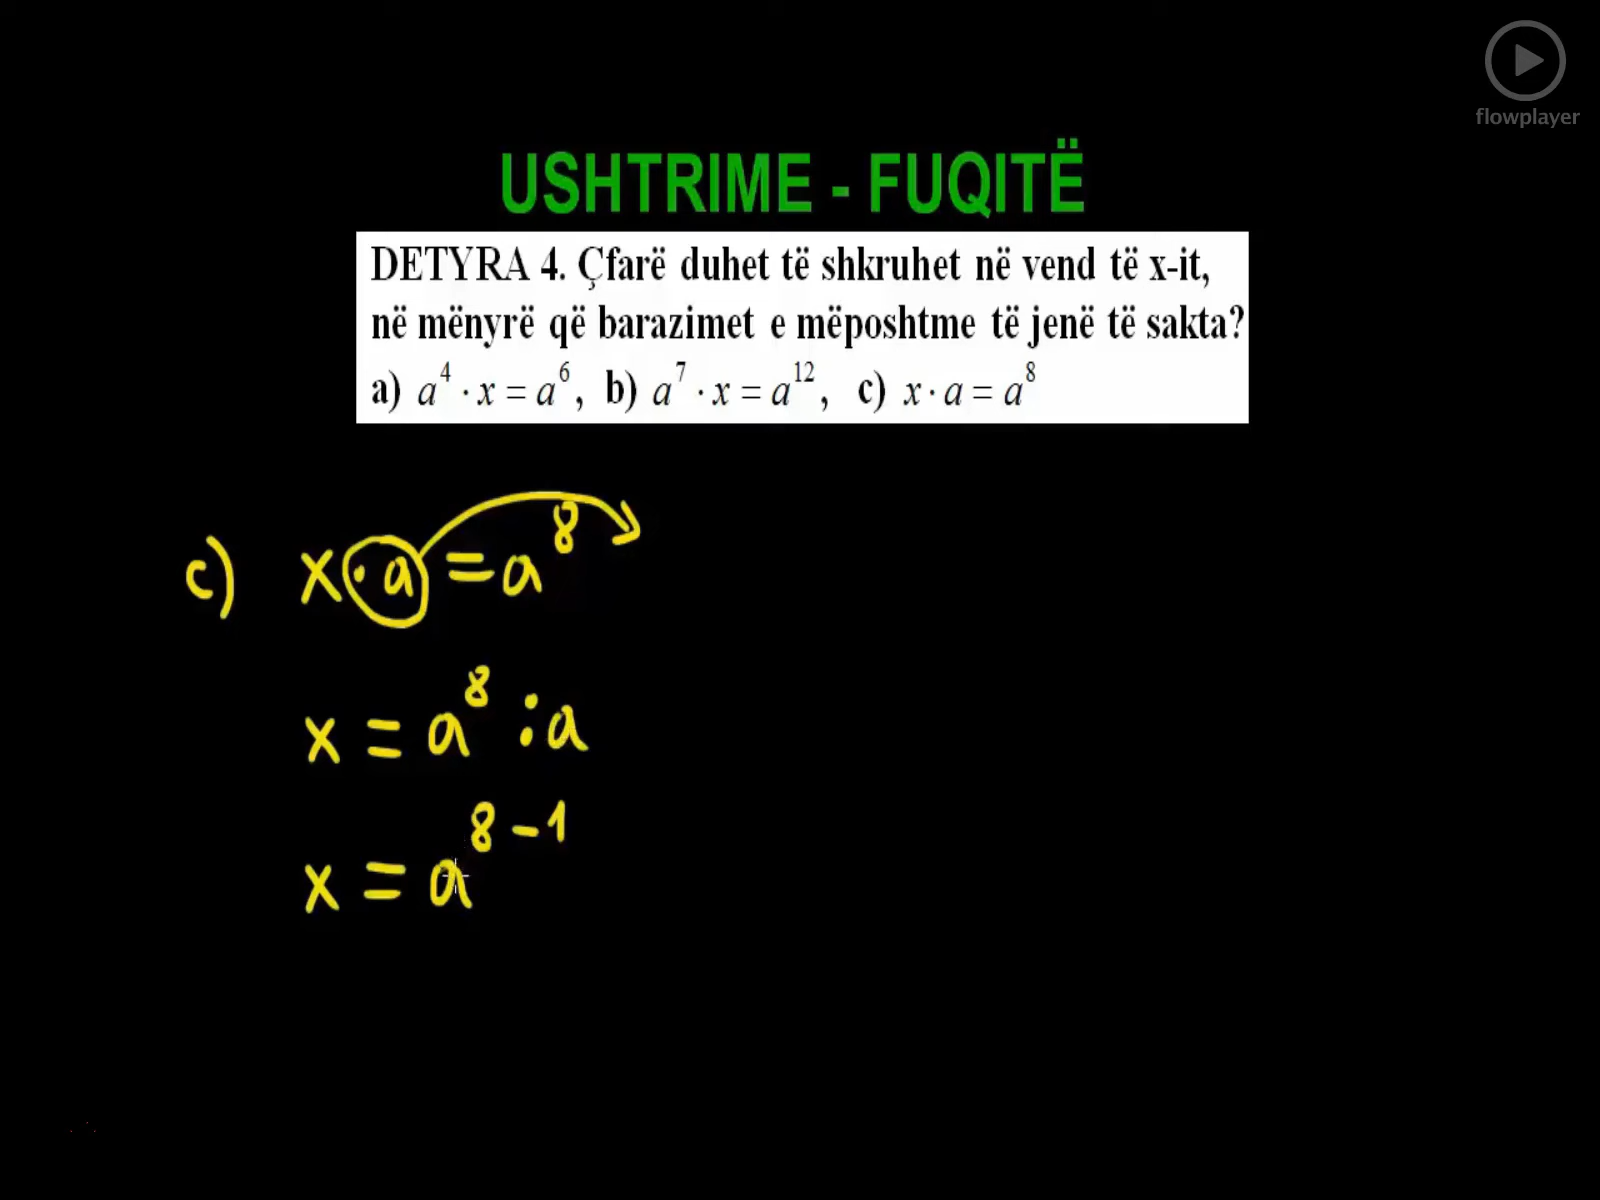 flowplayer
USHTRIME - FUQITË
DETYRA 4. Çfarë duhet të shkruhet në vend të x-it,
në mënyrë që barazimet e mëposhtme të jenë të sakta?
a) a⁴ · x = a⁶, b) a⁷ · x = a¹², c) x · a = a⁸
c) x · a = a⁸
x = a⁸ : a
x = a⁸⁻¹